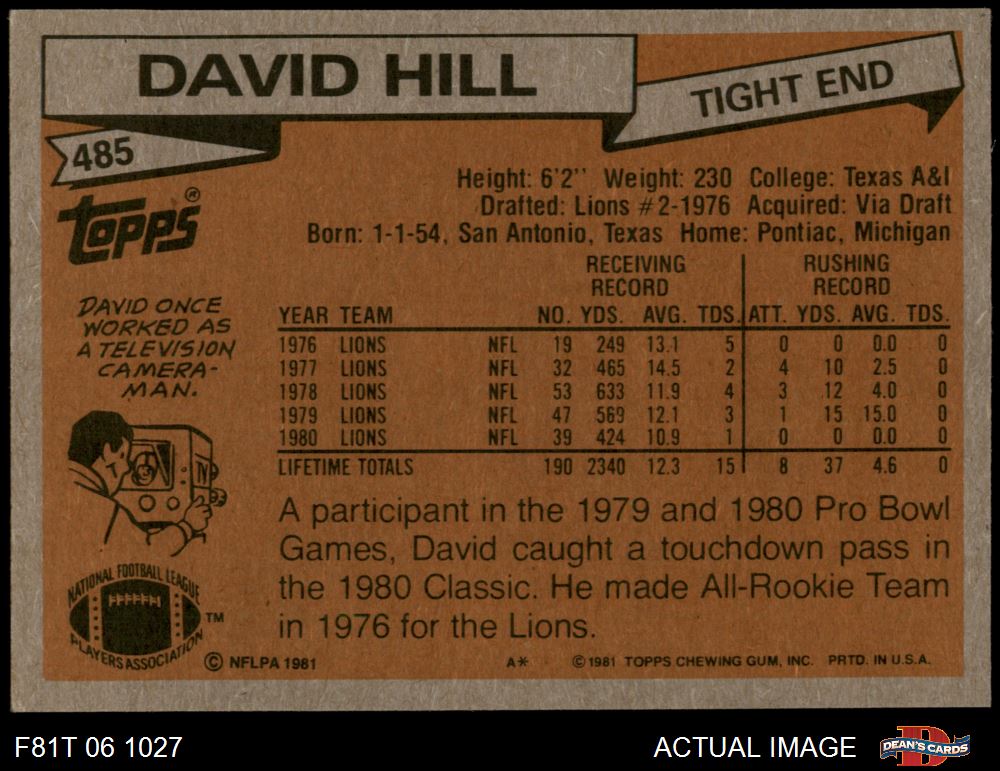 DAVID HILL
TIGHT END
485
TOPPS®
Height: 6'2'' Weight: 230 College: Texas A&I
Drafted: Lions #2-1976 Acquired: Via Draft
Born: 1-1-54, San Antonio, Texas Home: Pontiac, Michigan
RECEIVING RECORD RUSHING RECORD
YEAR TEAM NO. YDS. AVG. TDS. ATT. YDS. AVG. TDS.
1976 LIONS NFL 19 249 13.1 5 0 0 0.0 0
1977 LIONS NFL 32 465 14.5 2 4 10 2.5 0
1978 LIONS NFL 53 633 11.9 4 3 12 4.0 0
1979 LIONS NFL 47 569 12.1 3 1 15 15.0 0
1980 LIONS NFL 39 424 10.9 1 0 0 0.0 0
LIFETIME TOTALS 190 2340 12.3 15 8 37 4.6 0
DAVID ONCE
WORKED AS
A TELEVISION
CAMERA-
MAN.
TV
A participant in the 1979 and 1980 Pro Bowl
Games, David caught a touchdown pass in
the 1980 Classic. He made All-Rookie Team
in 1976 for the Lions.
NATIONAL FOOTBALL LEAGUE
PLAYERS ASSOCIATION
TM
© NFLPA 1981 A* © 1981 TOPPS CHEWING GUM, INC. PRTD. IN U.S.A.
F81T 06 1027 ACTUAL IMAGE DEAN'S CARDS